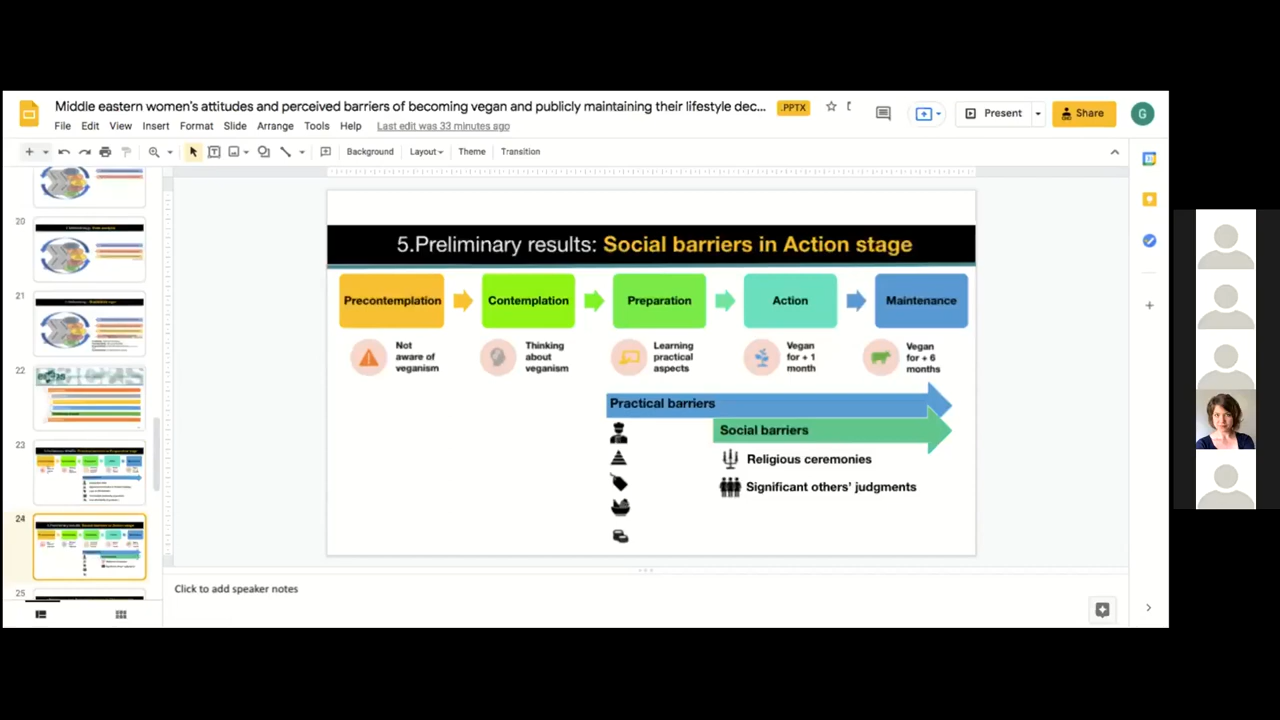 Middle eastern women's attitudes and perceived barriers of becoming vegan and publicly maintaining their lifestyle dec...
.PPTX
Present
Share
G
File Edit View Insert Format Slide Arrange Tools Help Last edit was 33 minutes ago
Background Layout Theme Transition
20
21
22
23
24
25
5.Preliminary results: Social barriers in Action stage
Precontemplation
Contemplation
Preparation
Action
Maintenance
Not
aware of
veganism
Thinking
about
veganism
Learning
practical
aspects
Vegan
for + 1
month
Vegan
for + 6
months
Practical barriers
Social barriers
Religious ceremonies
Significant others' judgments
Click to add speaker notes